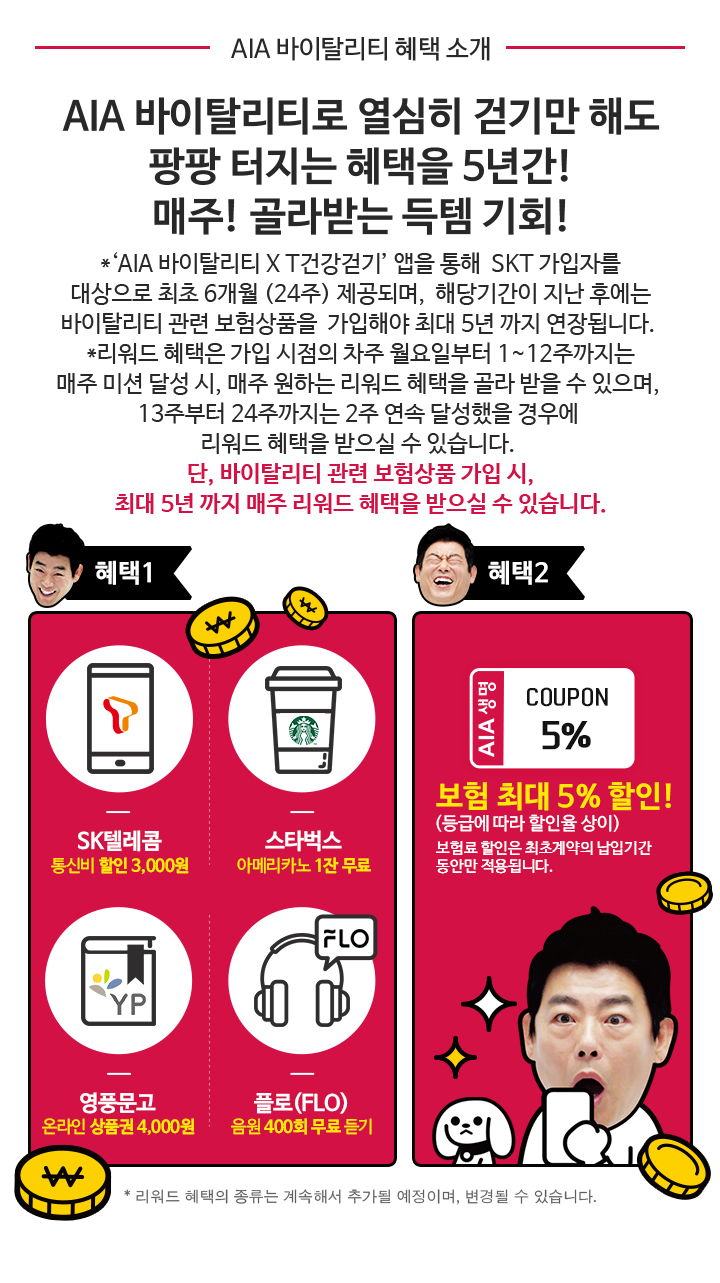 AIA 바이탈리티 혜택 소개
AIA 바이탈리티로 열심히 걷기만 해도
팡팡 터지는 혜택을 5년간!
매주! 골라받는 득템 기회!
*‘AIA 바이탈리티 X T건강걷기’ 앱을 통해 SKT 가입자를
대상으로 최초 6개월 (24주) 제공되며, 해당기간이 지난 후에는
바이탈리티 관련 보험상품을 가입해야 최대 5년 까지 연장됩니다.
*리워드 혜택은 가입 시점의 차주 월요일부터 1~12주까지는
매주 미션 달성 시, 매주 원하는 리워드 혜택을 골라 받을 수 있으며,
13주부터 24주까지는 2주 연속 달성했을 경우에
리워드 혜택을 받으실 수 있습니다.
단, 바이탈리티 관련 보험상품 가입 시,
최대 5년 까지 매주 리워드 혜택을 받으실 수 있습니다.
혜택1
SK텔레콤
통신비 할인 3,000원
스타벅스
아메리카노 1잔 무료
YP
영풍문고
온라인 상품권 4,000원
FLO
플로(FLO)
음원 400회 무료 듣기
혜택2
AIA 생명
COUPON
5%
보험 최대 5% 할인!
(등급에 따라 할인율 상이)
보험료 할인은 최초계약의 납입기간
동안만 적용됩니다.
* 리워드 혜택의 종류는 계속해서 추가될 예정이며, 변경될 수 있습니다.